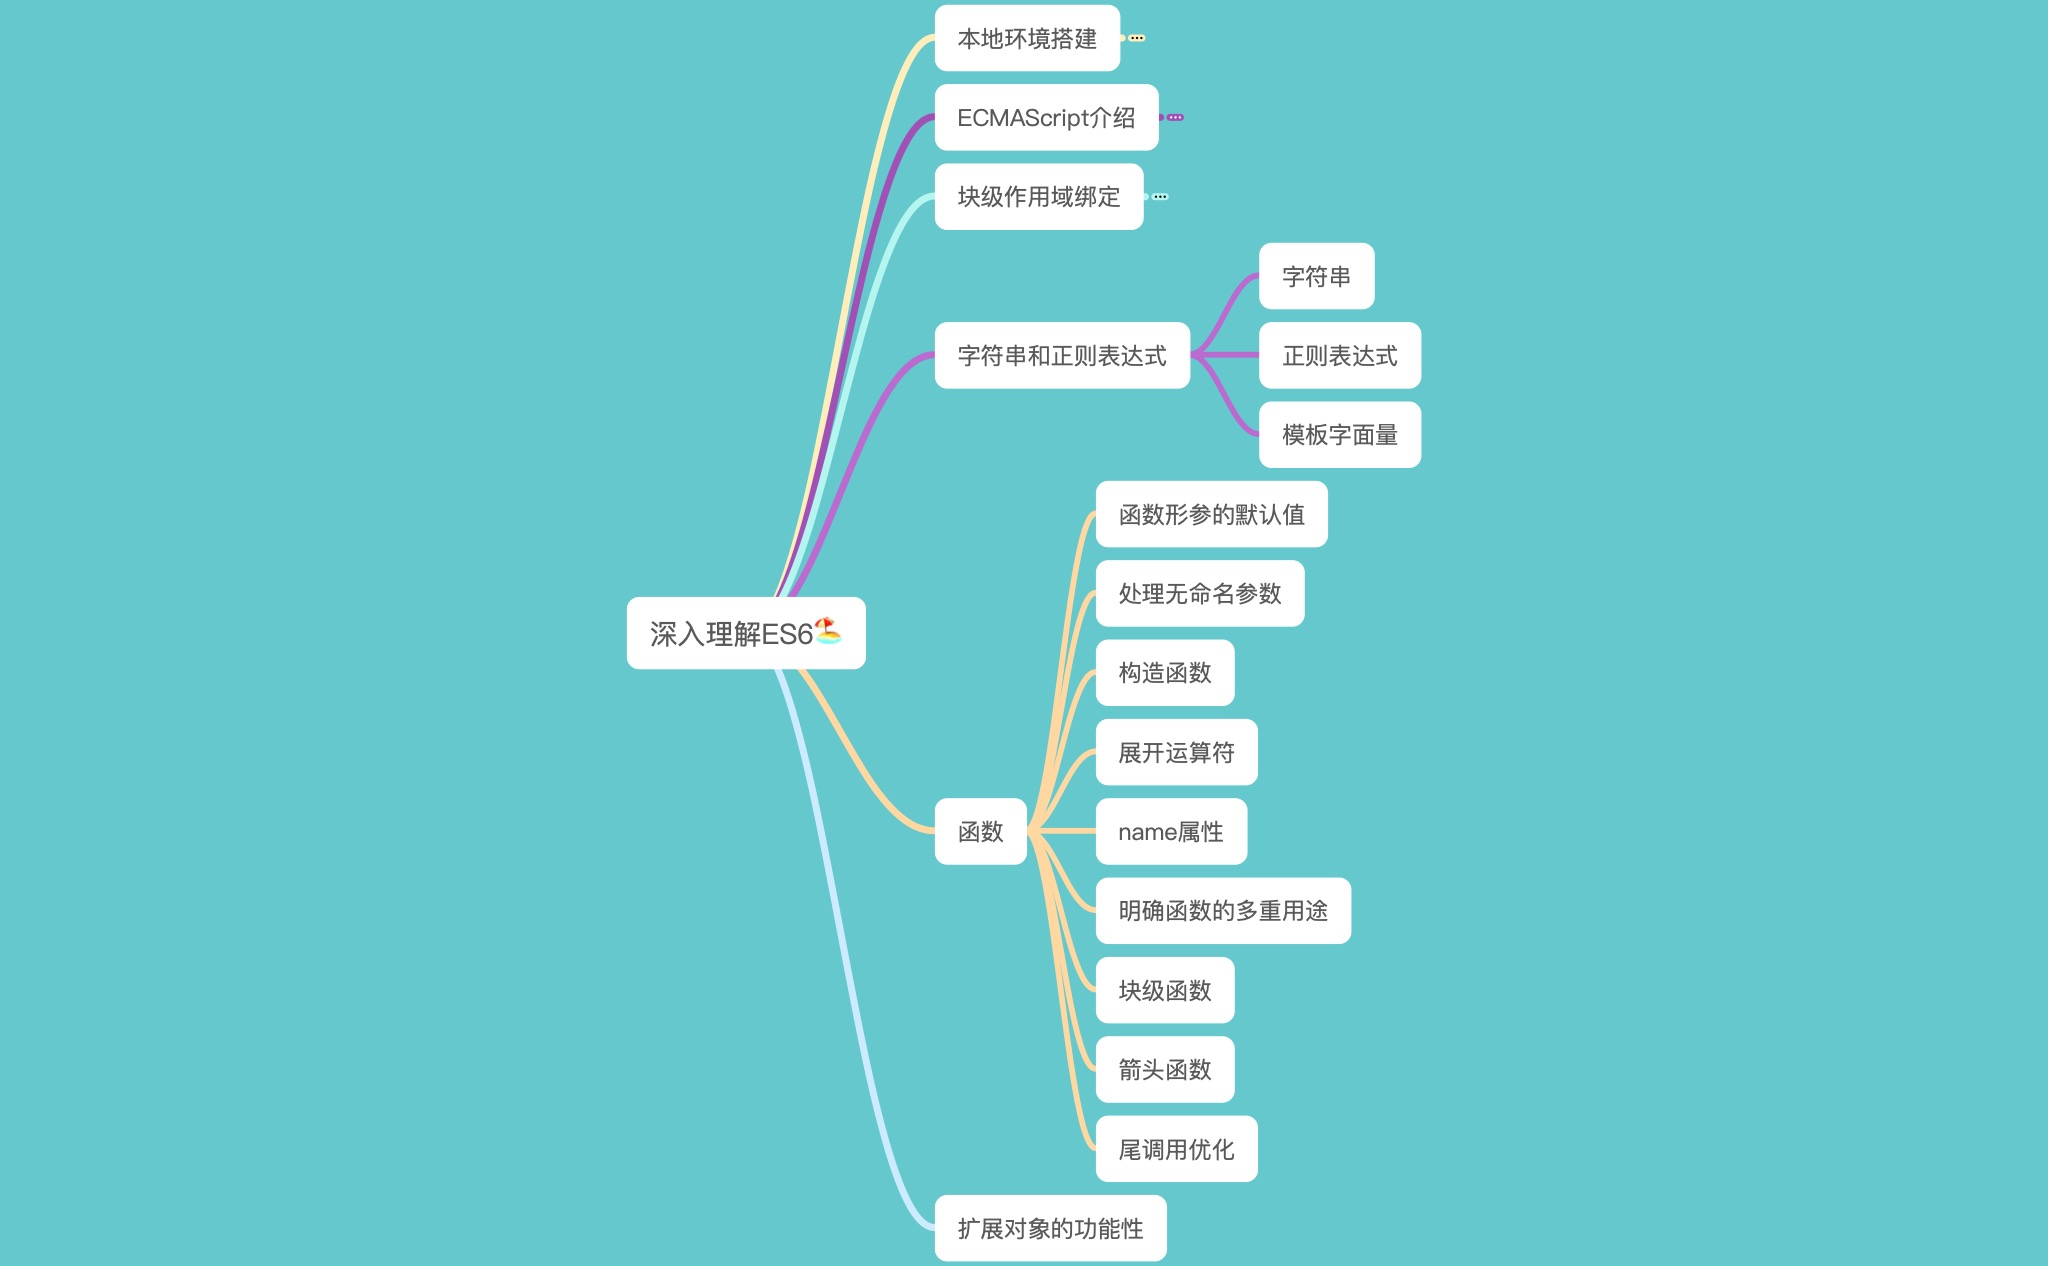 本地环境搭建
ECMAScript介绍
块级作用域绑定
字符串
字符串和正则表达式
正则表达式
模板字面量
函数形参的默认值
处理无命名参数
深入理解ES6🏖
构造函数
展开运算符
函数
name属性
明确函数的多重用途
块级函数
箭头函数
尾调用优化
扩展对象的功能性